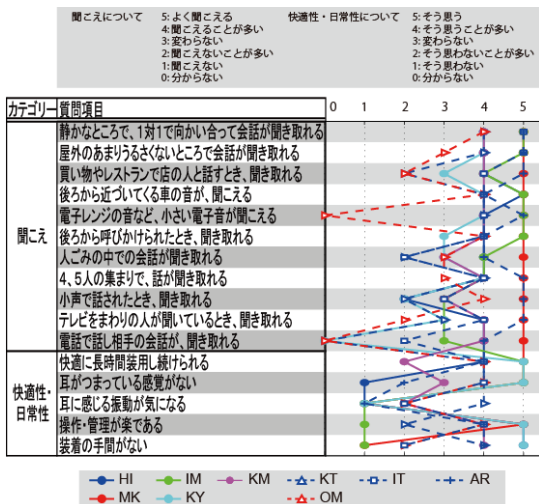 聞こえについて 5:よく聞こえる 快適性・日常性について 5:そう思う
4:聞こえることが多い 4:そう思うことが多い
3:変わらない 3:変わらない
2:聞こえないことが多い 2:そう思わないことが多い
1:聞こえない 1:そう思わない
0:分からない 0:分からない
カテゴリー 質問項目 0 1 2 3 4 5
聞こえ
静かなところで、1対1で向かい合って会話が聞き取れる
屋外のあまりうるさくないところで会話が聞き取れる
買い物やレストランで店の人と話すとき、聞き取れる
後ろから近づいてくる車の音が、聞こえる
電子レンジの音など、小さい電子音が聞こえる
後ろから呼びかけられたとき、聞き取れる
人ごみの中での会話が聞き取れる
4、5人の集まりで、話が聞き取れる
小声で話されたとき、聞き取れる
テレビをまわりの人が聞いているとき、聞き取れる
電話で話し相手の会話が、聞き取れる
快適性・
日常性
快適に長時間装用し続けられる
耳がつまっている感覚がない
耳に感じる振動が気になる
操作・管理が楽である
装着の手間がない
HI IM KM KT IT AR
MK KY OM